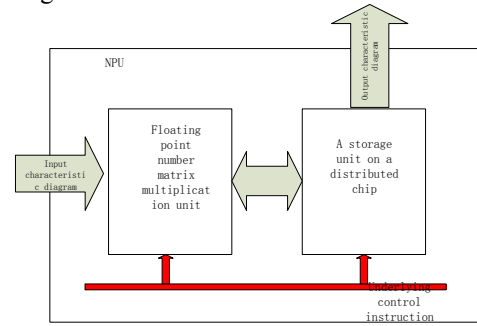 Output characteristic
diagram
NPU
Floating
point
number
matrix
multiplicat
ion unit
A storage
unit on a
distributed
chip
Input
characteristi
c diagram
Underlying
control
instruction